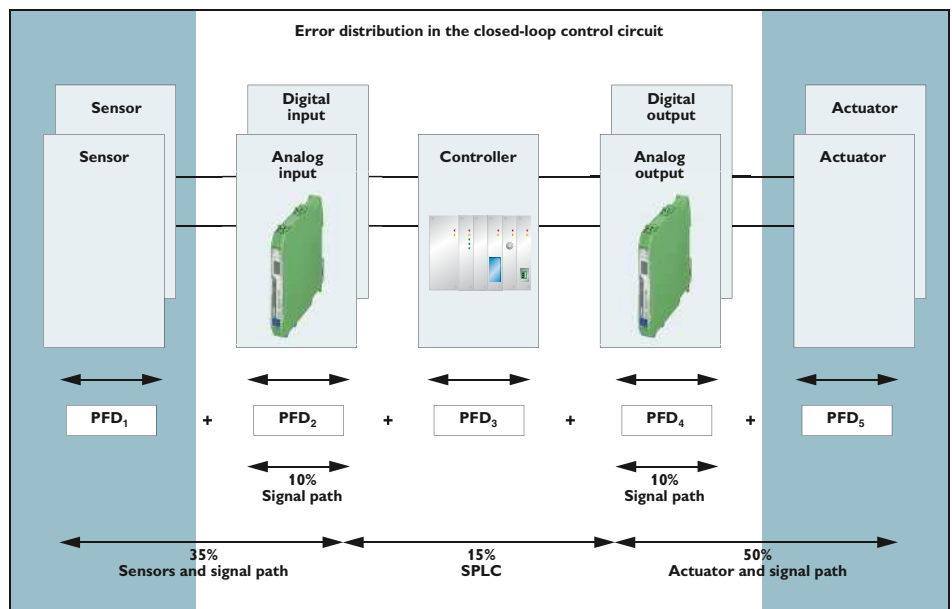 Error distribution in the closed-loop control circuit
Sensor
Sensor
Digital
input
Analog
input
Controller
Digital
output
Analog
output
Actuator
Actuator
PFD₁ + PFD₂ + PFD₃ + PFD₄ + PFD₅
10%
Signal path
10%
Signal path
35%
Sensors and signal path
15%
SPLC
50%
Actuator and signal path